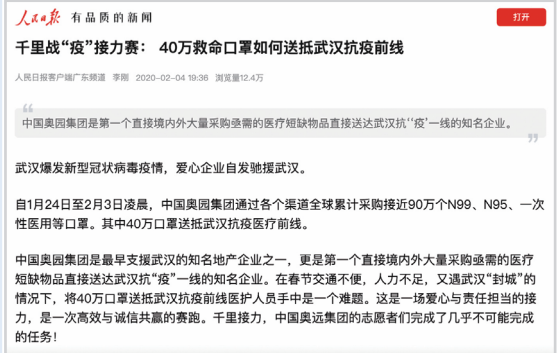 人民日报 有品质的新闻
打开
千里战“疫”接力赛： 40万救命口罩如何送抵武汉抗疫前线
人民日报客户端广东频道 李刚 2020-02-04 19:36 浏览量12.4万
“
中国奥园集团是第一个直接境内外大量采购亟需的医疗短缺物品直接送达武汉抗‘‘疫’一线的知名企业。
”
武汉爆发新型冠状病毒疫情，爱心企业自发驰援武汉。
自1月24日至2月3日凌晨，中国奥园集团通过各个渠道全球累计采购接近90万个N99、N95、一次
性医用等口罩。其中40万口罩送抵武汉抗疫医疗前线。
中国奥园集团是最早支援武汉的知名地产企业之一，更是第一个直接境内外大量采购亟需的医疗
短缺物品直接送达武汉抗“疫”一线的知名企业。在春节交通不便，人力不足，又遇武汉“封城”的
情况下，将40万口罩送抵武汉抗疫前线医护人员手中是一个难题。这是一场爱心与责任担当的接
力，是一次高效与诚信共赢的赛跑。千里接力，中国奥远集团的志愿者们完成了几乎不可能完成
的任务！